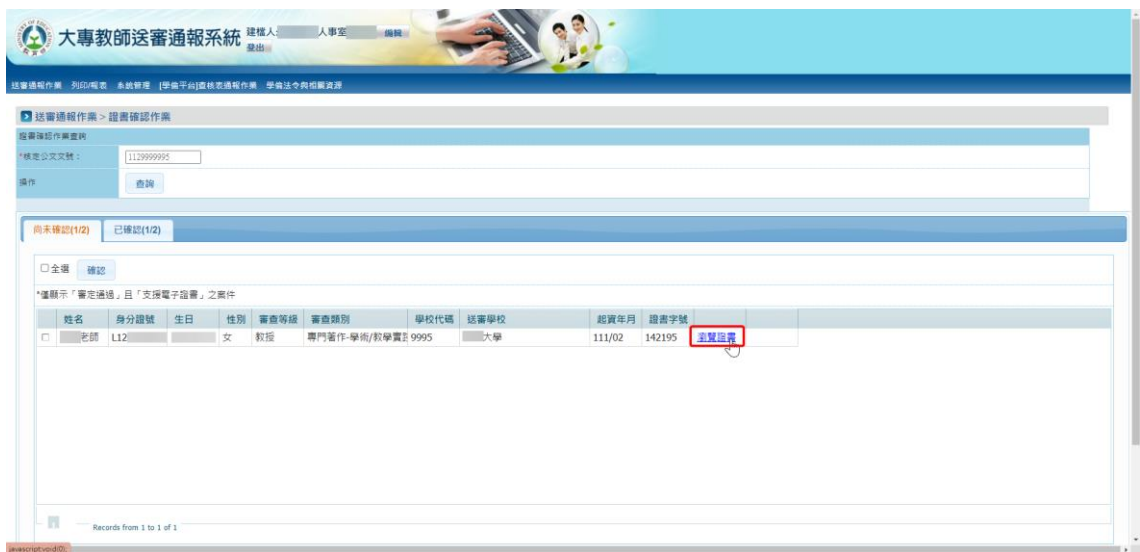 大專教師送審通報系統 建檔人: 人事室 編輯
登出
送審通報作業 列印/報表 系統管理 [學倫平台]查核表通報作業 學倫法令與相關資源
送審通報作業 > 證書確認作業
證書確認作業查詢
*核定公文文號： 1129999995
操作 查詢
尚未確認(1/2) 已確認(1/2)
全選 確認
*僅顯示「審定通過」且「支援電子證書」之案件
姓名 身分證號 生日 性別 審查等級 審查類別 學校代碼 送審學校 起資年月 證書字號
老師 L12 女 教授 專門著作-學術/教學實 9995 大學 111/02 142195 瀏覽證書
Records from 1 to 1 of 1
javascript:void(0);